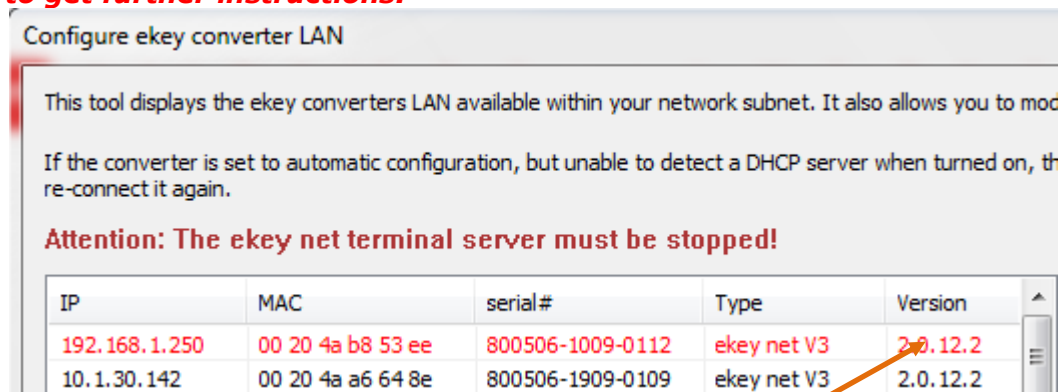 to get further instructions.
Configure ekey converter LAN
This tool displays the ekey converters LAN available within your network subnet. It also allows you to mod
If the converter is set to automatic configuration, but unable to detect a DHCP server when turned on, th
re-connect it again.
Attention: The ekey net terminal server must be stopped!
IP MAC serial# Type Version
192.168.1.250 00 20 4a b8 53 ee 800506-1009-0112 ekey net V3 2.0.12.2
10.1.30.142 00 20 4a a6 64 8e 800506-1909-0109 ekey net V3 2.0.12.2